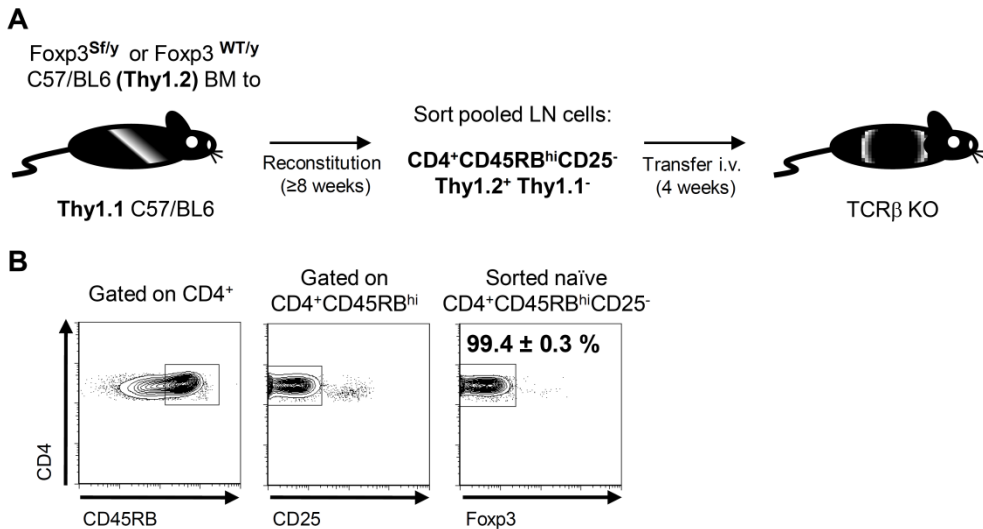 A
Foxp3Sf/y or Foxp3 WT/y
C57/BL6 (Thy1.2) BM to
Thy1.1 C57/BL6
Reconstitution
(≥8 weeks)
Sort pooled LN cells:
CD4+CD45RBhiCD25-
Thy1.2+ Thy1.1-
Transfer i.v.
(4 weeks)
TCRβ KO
B
Gated on CD4+
Gated on
CD4+CD45RBhi
Sorted naïve
CD4+CD45RBhiCD25-
99.4 ± 0.3 %
CD4
CD45RB
CD25
Foxp3